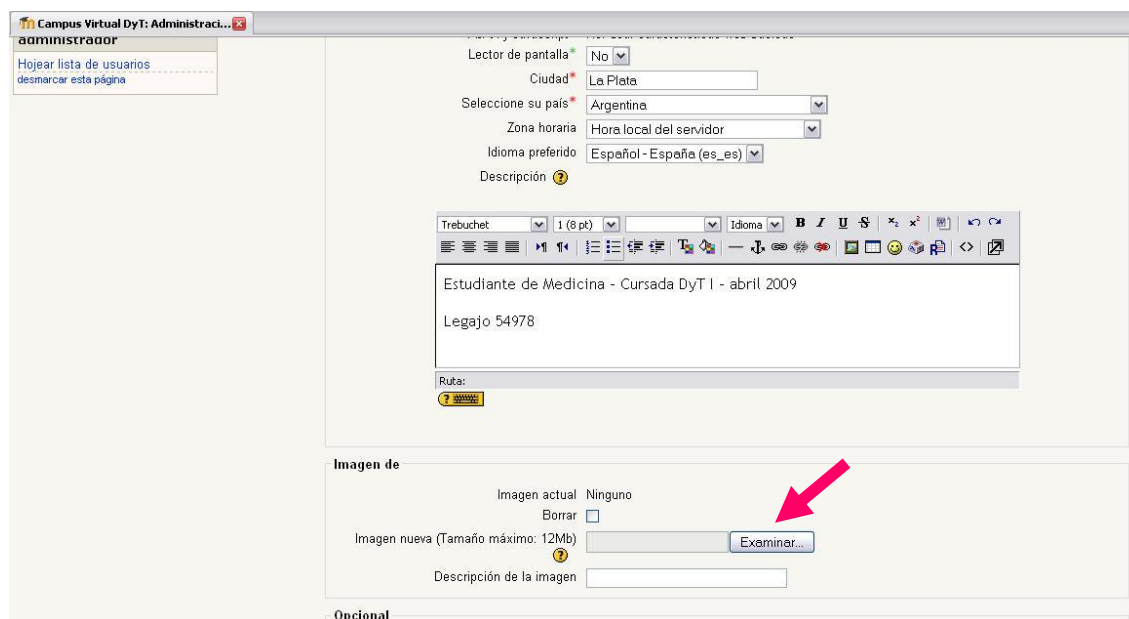 Campus Virtual DyT: Administraci...
administrador
Hojear lista de usuarios
desmarcar esta página
Lector de pantalla* No
Ciudad* La Plata
Seleccione su país* Argentina
Zona horaria Hora local del servidor
Idioma preferido Español - España (es_es)
Descripción ?
Trebuchet 1 (8 pt) Idioma B I U S x₂ x²
Estudiante de Medicina - Cursada DyT I - abril 2009
Legajo 54978
Ruta:
?
Imagen de
Imagen actual Ninguno
Borrar
Imagen nueva (Tamaño máximo: 12Mb) Examinar...
?
Descripción de la imagen
Opcional